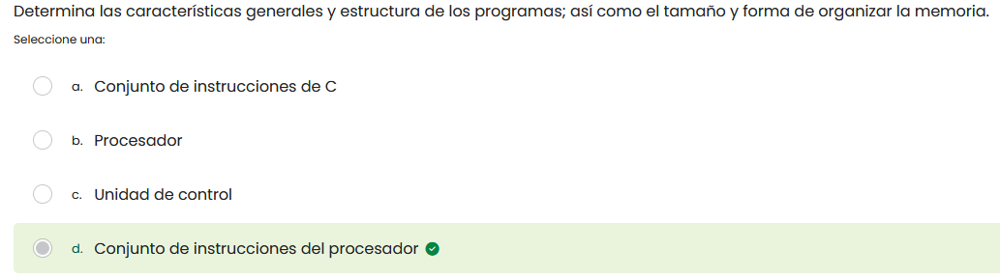 Determina las características generales y estructura de los programas; así como el tamaño y forma de organizar la memoria.
Seleccione una:
a. Conjunto de instrucciones de C
b. Procesador
c. Unidad de control
d. Conjunto de instrucciones del procesador